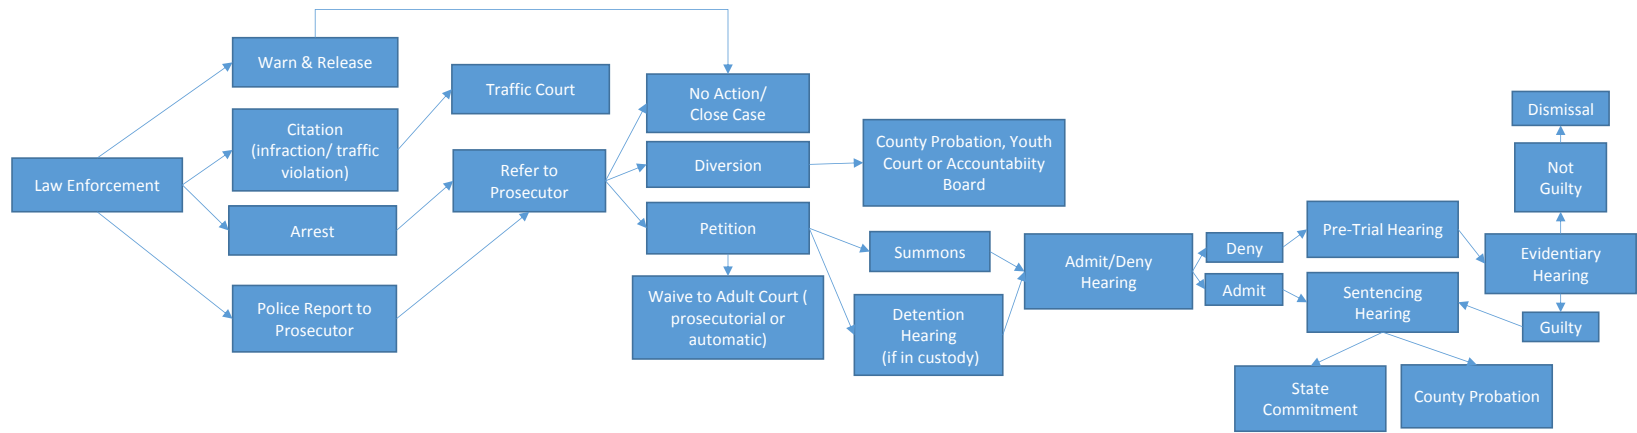 Law Enforcement
Warn & Release
Citation
(infraction/ traffic
violation)
Arrest
Police Report to
Prosecutor
Traffic Court
Refer to
Prosecutor
No Action/
Close Case
Diversion
Petition
Waive to Adult Court (
prosecutorial or
automatic)
County Probation, Youth
Court or Accountabiity
Board
Summons
Detention
Hearing
(if in custody)
Admit/Deny
Hearing
Deny
Admit
Pre-Trial Hearing
Sentencing
Hearing
State
Commitment
County Probation
Dismissal
Not
Guilty
Evidentiary
Hearing
Guilty